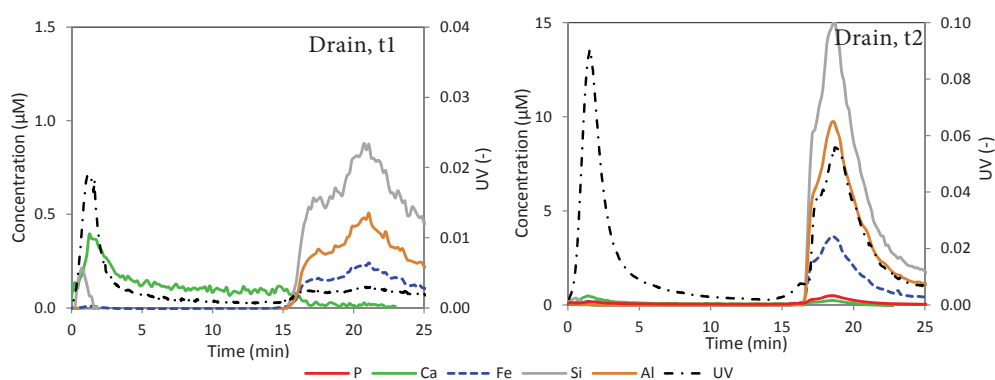 Drain, t1
1.5
1.0
0.5
0.0
Concentration (µM)
0.04
0.03
0.02
0.01
0.00
UV (-)
0 5 10 15 20 25
Time (min)
Drain, t2
15
10
5
0
Concentration (µM)
0.10
0.08
0.06
0.04
0.02
0.00
UV (-)
0 5 10 15 20 25
Time (min)
P Ca Fe Si Al UV